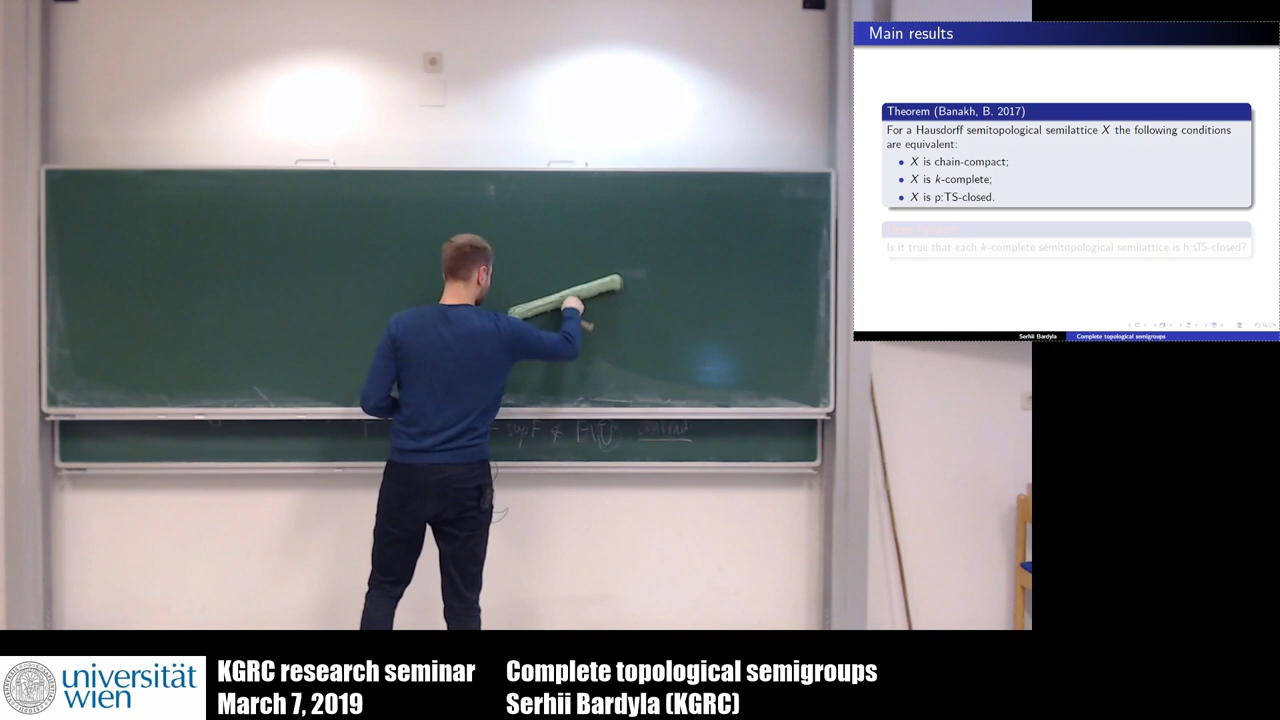 Main results
Theorem (Banakh, B. 2017)
For a Hausdorff semitopological semilattice X the following conditions
are equivalent:
• X is chain-compact;
• X is k-complete;
• X is p:TS-closed.
Is it true that each k-complete semitopological semilattice is h:sTS-closed?
Serhii Bardyla
Complete topological semigroups
sup F
universität
wien
KGRC research seminar
March 7, 2019
Complete topological semigroups
Serhii Bardyla (KGRC)